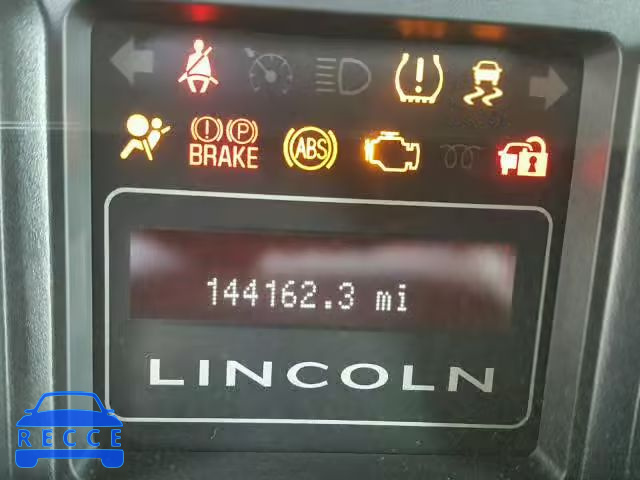 (!) (P)
BRAKE
ABS
144162.3 mi
LINCOLN
RECCE